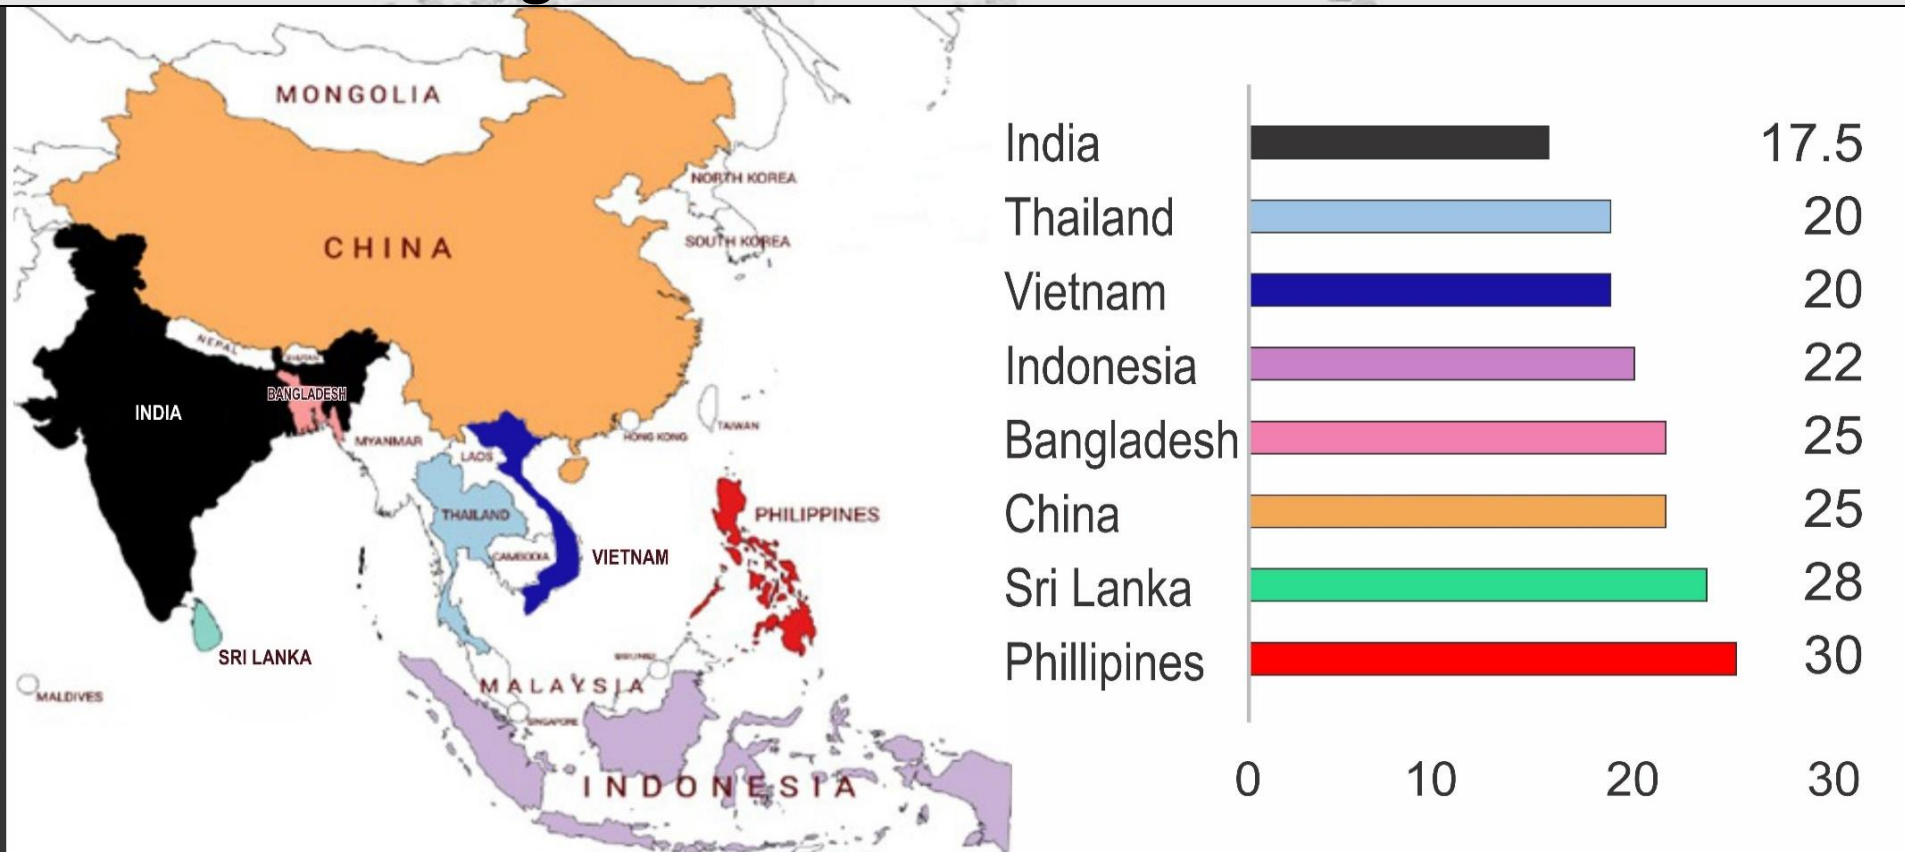 MONGOLIA
NORTH KOREA
CHINA
SOUTH KOREA
NEPAL
BHUTAN
BANGLADESH
INDIA
MYANMAR
HONG KONG
TAIWAN
LAOS
THAILAND
PHILIPPINES
CAMBODIA
VIETNAM
SRI LANKA
BRUNEI
MALAYSIA
MALDIVES
SINGAPORE
INDONESIA
India 17.5
Thailand 20
Vietnam 20
Indonesia 22
Bangladesh 25
China 25
Sri Lanka 28
Phillipines 30
0 10 20 30